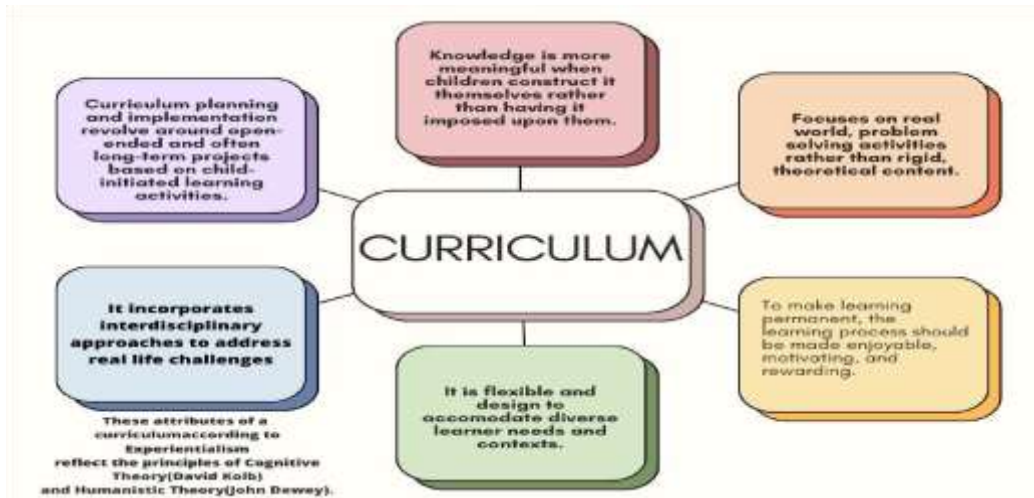 Knowledge is more
meaningful when
children construct it
themselves rather
than having it
imposed upon them.
Curriculum planning
and implementation
revolve around open-
ended and often
long-term projects
based on child-
initiated learning
activities.
Focuses on real
world, problem
solving activities
rather than rigid,
theoretical content.
CURRICULUM
It incorporates
interdisciplinary
approaches to address
real life challenges
To make learning
permanent, the
learning process should
be made enjoyable,
motivating, and
rewarding.
It is flexible and
design to
accomodate diverse
learner needs and
contexts.
These attributes of a
curriculumaccording to
Experientialism
reflect the principles of Cognitive
Theory(David Kolb)
and Humanistic Theory(John Dewey).